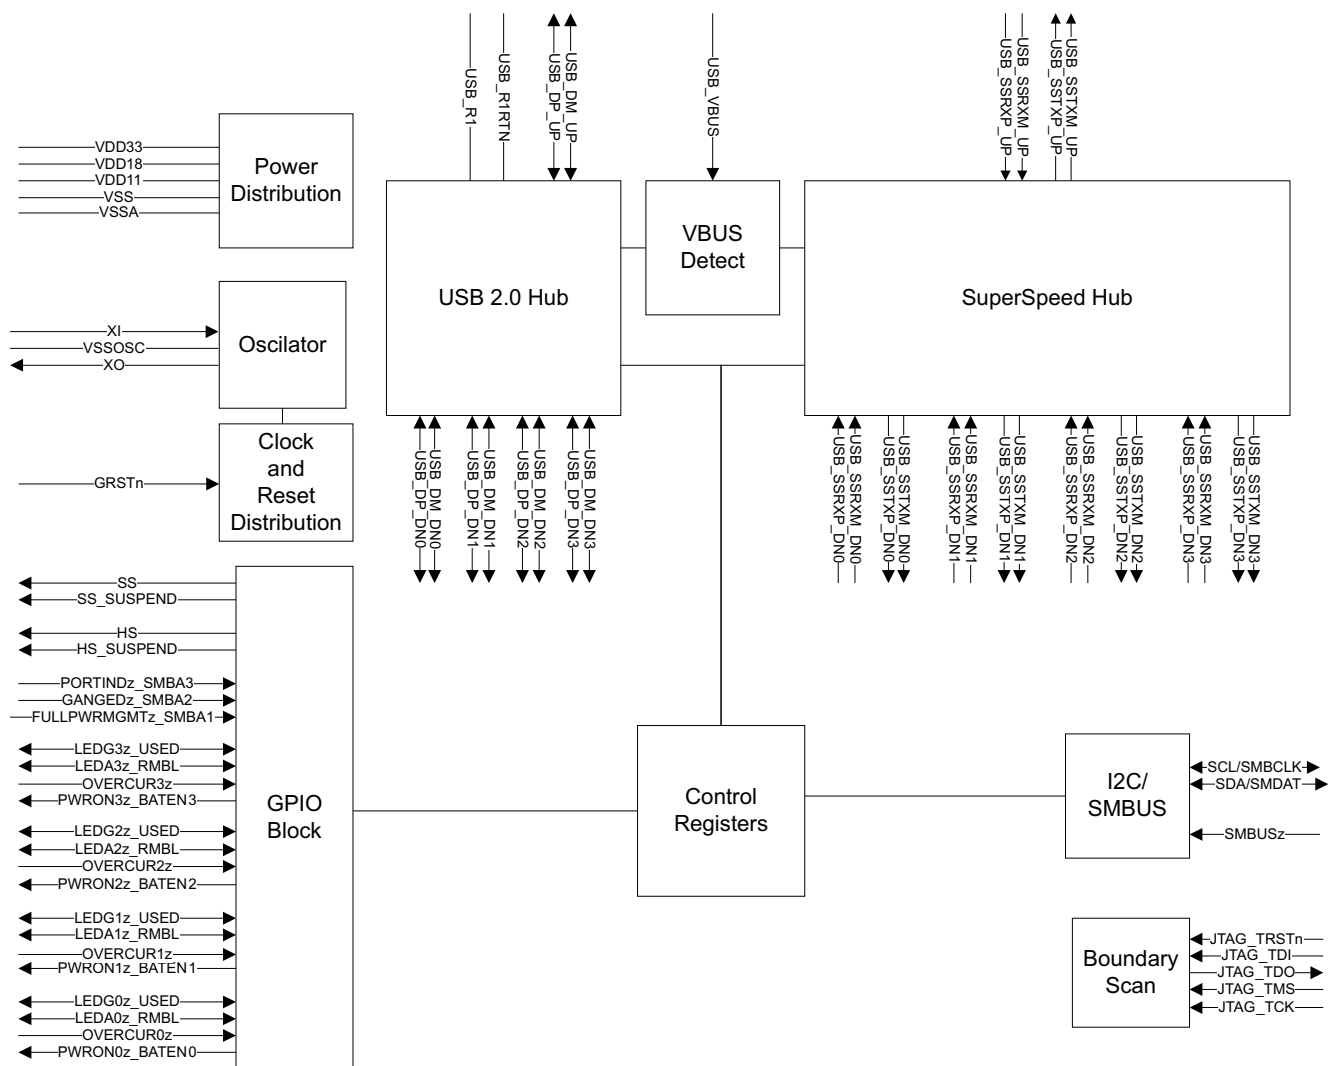 USB_R1
USB_R1RTN
USB_DP_UP
USB_DM_UP
USB_VBUS
USB_SSRXP_UP
USB_SSRXM_UP
USB_SSTXP_UP
USB_SSTXM_UP
VDD33
VDD18
VDD11
VSS
VSSA
Power
Distribution
USB 2.0 Hub
VBUS
Detect
SuperSpeed Hub
XI
VSSOSC
XO
Oscilator
GRSTn
Clock
and
Reset
Distribution
USB_DP_DN0
USB_DM_DN0
USB_DP_DN1
USB_DM_DN1
USB_DP_DN2
USB_DM_DN2
USB_DP_DN3
USB_DM_DN3
USB_SSRXP_DN0
USB_SSRXM_DN0
USB_SSTXP_DN0
USB_SSTXM_DN0
USB_SSRXP_DN1
USB_SSRXM_DN1
USB_SSTXP_DN1
USB_SSTXM_DN1
USB_SSRXP_DN2
USB_SSRXM_DN2
USB_SSTXP_DN2
USB_SSTXM_DN2
USB_SSRXP_DN3
USB_SSRXM_DN3
USB_SSTXP_DN3
USB_SSTXM_DN3
SS
SS_SUSPEND
HS
HS_SUSPEND
PORTINDz_SMBA3
GANGEDz_SMBA2
FULLPWRMGMTz_SMBA1
LEDG3z_USED
LEDA3z_RMBL
OVERCUR3z
PWRON3z_BATEN3
LEDG2z_USED
LEDA2z_RMBL
OVERCUR2z
PWRON2z_BATEN2
LEDG1z_USED
LEDA1z_RMBL
OVERCUR1z
PWRON1z_BATEN1
LEDG0z_USED
LEDA0z_RMBL
OVERCUR0z
PWRON0z_BATEN0
GPIO
Block
Control
Registers
I2C/
SMBUS
SCL/SMBCLK
SDA/SMDAT
SMBUSz
Boundary
Scan
JTAG_TRSTn
JTAG_TDI
JTAG_TDO
JTAG_TMS
JTAG_TCK